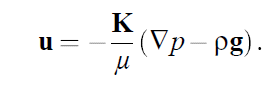 u = −K/μ (∇p − ρg).